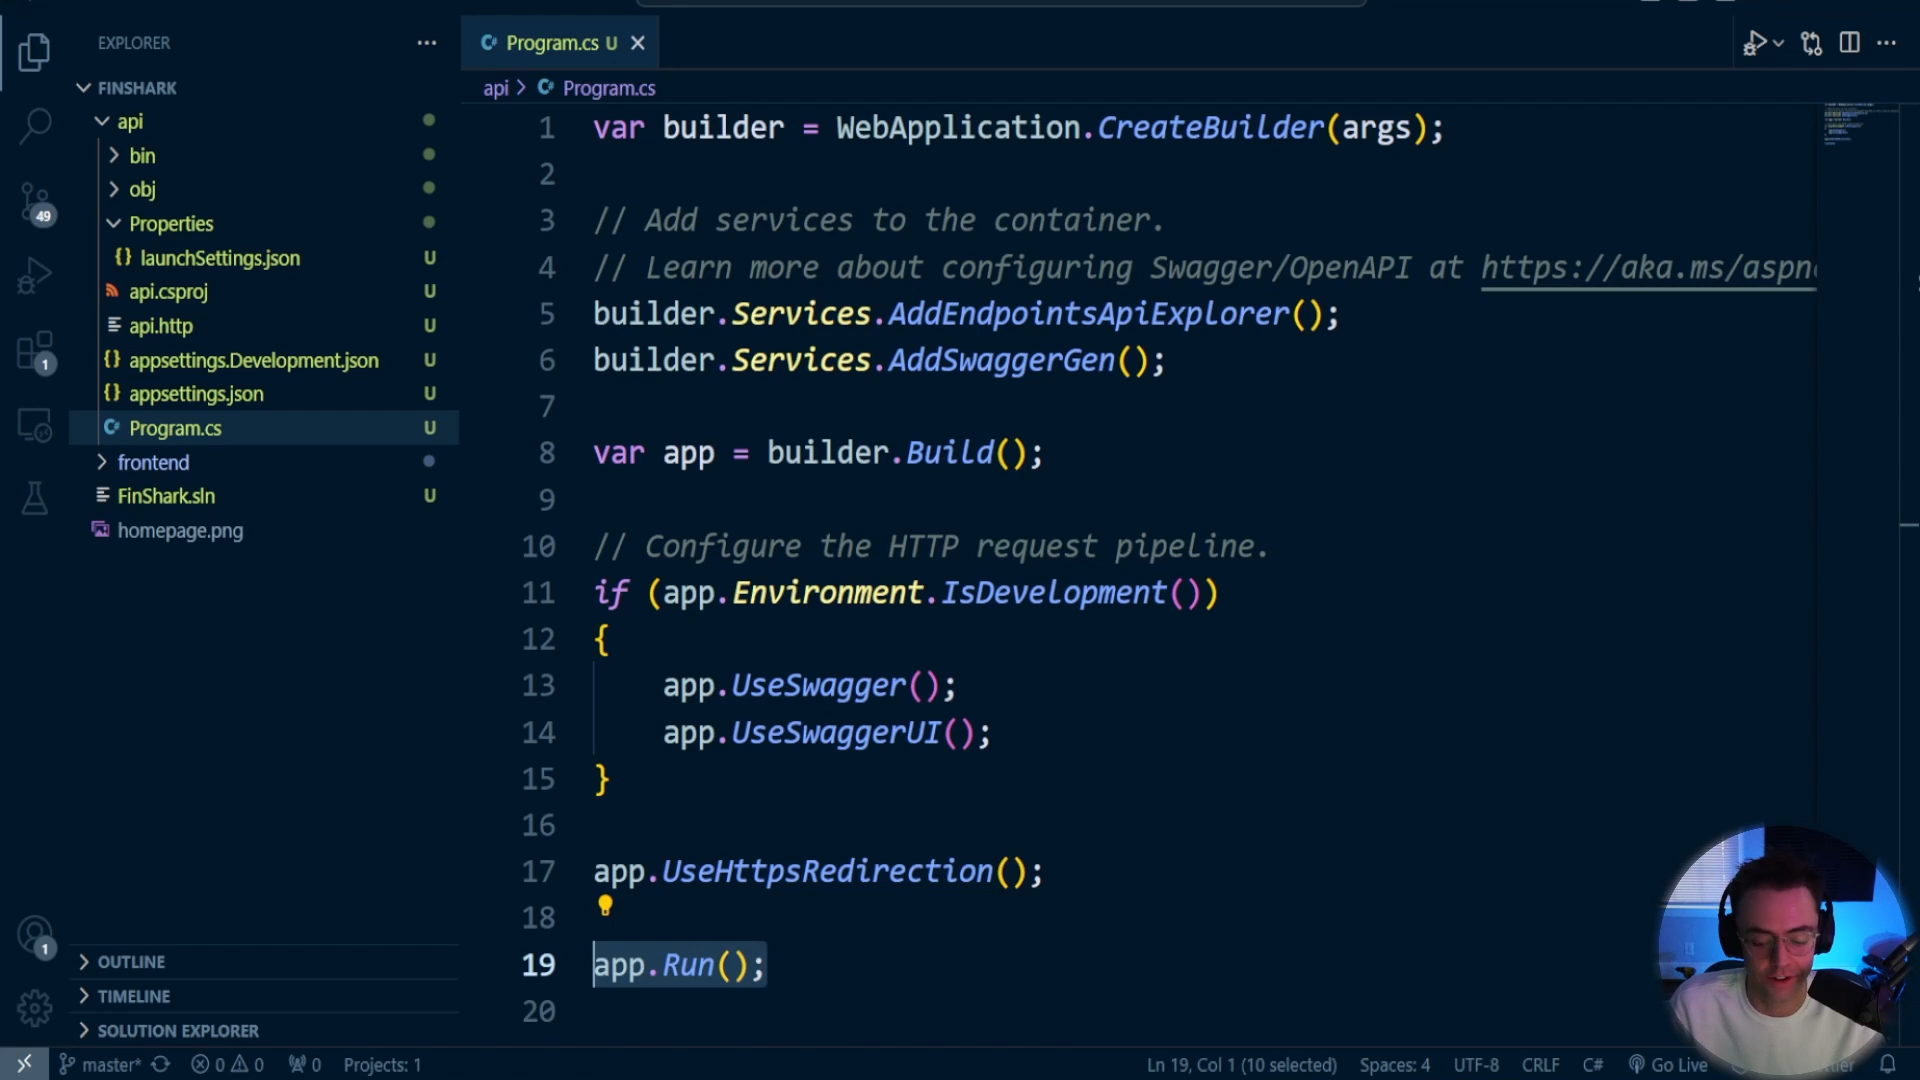 EXPLORER
FINSHARK
api
bin
obj
Properties
launchSettings.json U
api.csproj U
api.http U
appsettings.Development.json U
appsettings.json U
Program.cs U
frontend
FinShark.sln U
homepage.png
OUTLINE
TIMELINE
SOLUTION EXPLORER
49
1
1
Program.cs U
api > Program.cs
1 var builder = WebApplication.CreateBuilder(args);
2
3 // Add services to the container.
4 // Learn more about configuring Swagger/OpenAPI at https://aka.ms/aspn
5 builder.Services.AddEndpointsApiExplorer();
6 builder.Services.AddSwaggerGen();
7
8 var app = builder.Build();
9
10 // Configure the HTTP request pipeline.
11 if (app.Environment.IsDevelopment())
12 {
13 app.UseSwagger();
14 app.UseSwaggerUI();
15 }
16
17 app.UseHttpsRedirection();
18
19 app.Run();
20
master* 0 0 0 Projects: 1 Ln 19, Col 1 (10 selected) Spaces: 4 UTF-8 CRLF C# Go Live